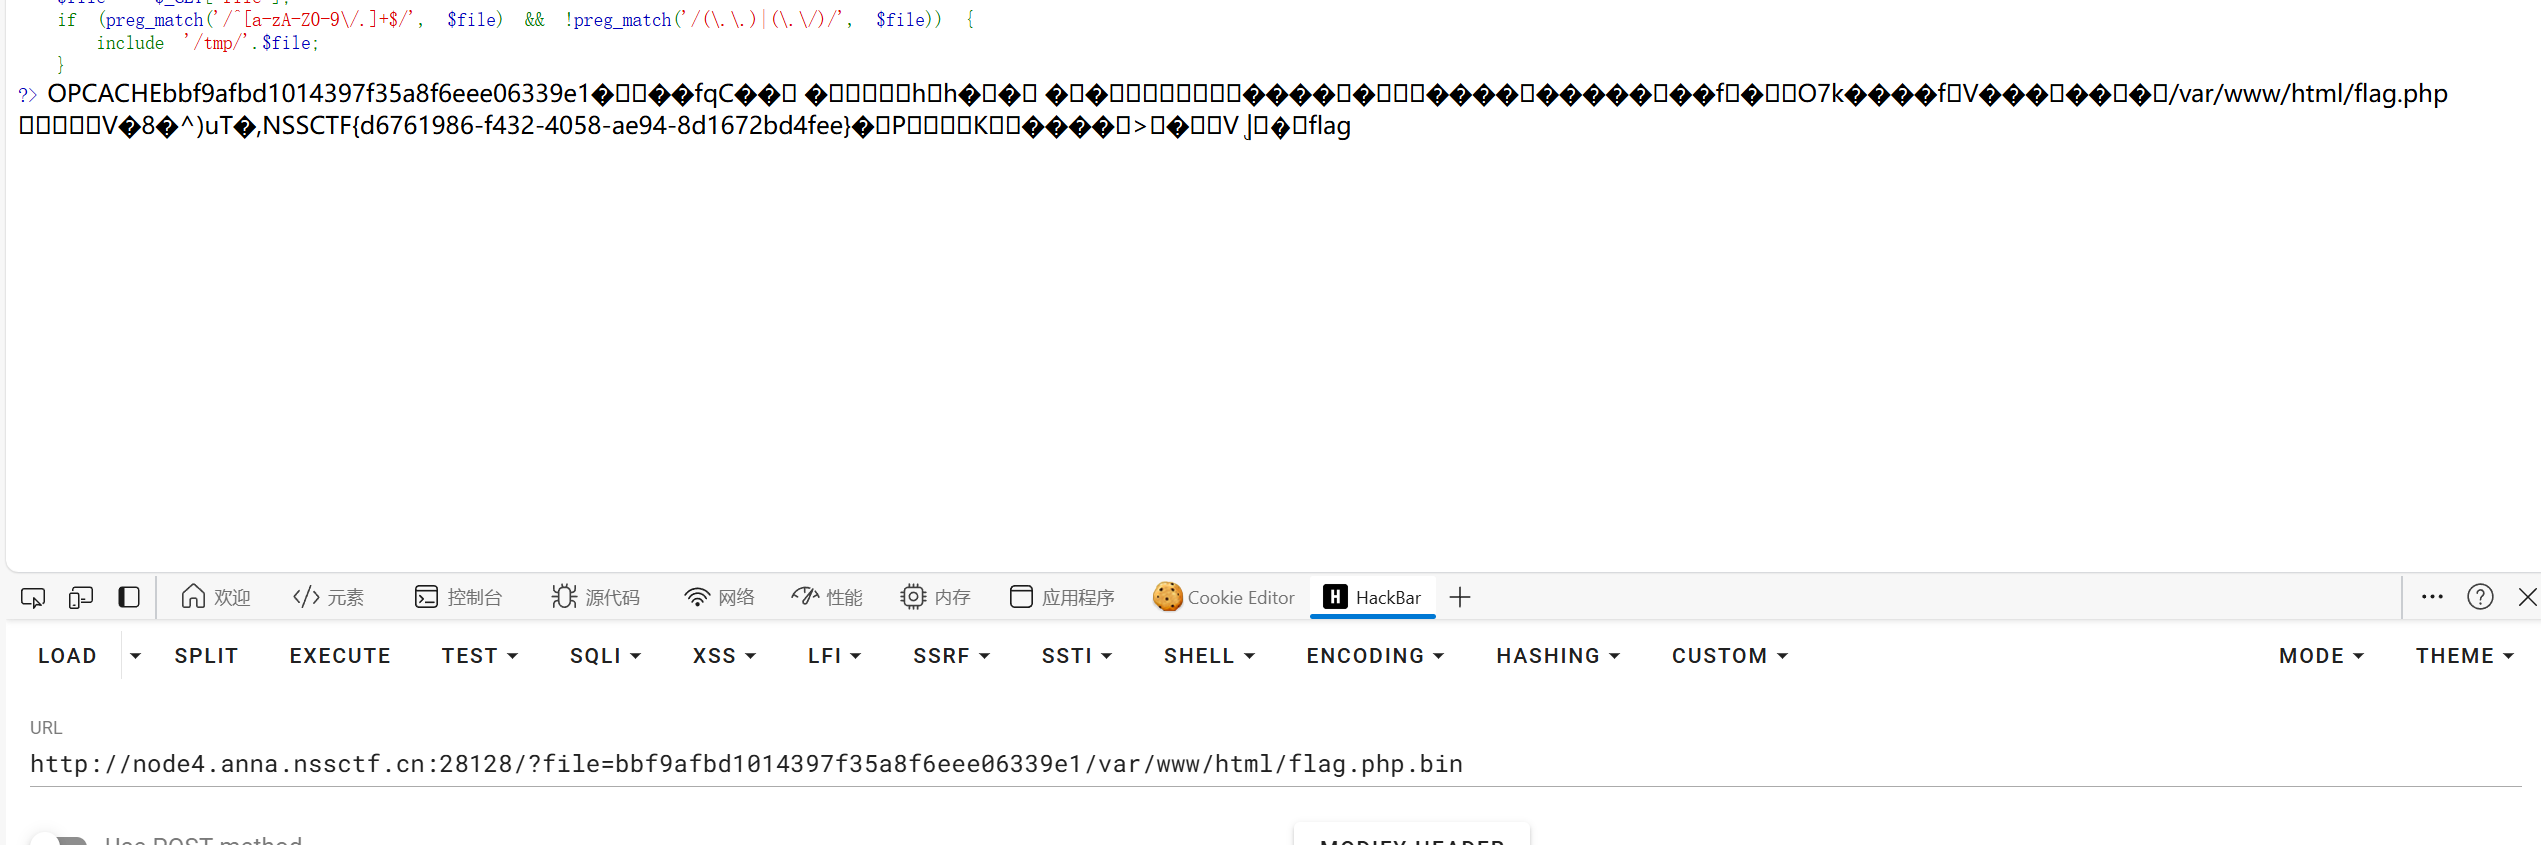 $file = $_GET['file'];
if (preg_match('/^[a-zA-Z0-9\/.]+$/', $file) && !preg_match('/(\.\.)|(\.\/)/', $file)) {
include '/tmp/'.$file;
}
?> OPCACHEbbf9afbd1014397f35a8f6eee06339e1�▯▯��fqC��▯ �▯▯▯▯▯h▯h�▯�▯ �▯�▯▯▯▯▯▯▯����▯�▯▯▯����▯�����▯��f▯�▯▯O7k����f▯V���▯��▯�▯/var/www/html/flag.php
▯▯▯▯▯V�8�^)uT�,NSSCTF{d6761986-f432-4058-ae94-8d1672bd4fee}�▯P▯▯▯▯K▯▯����▯>▯�▯▯V▯�▯flag
欢迎 </> 元素 控制台 源代码 网络 性能 内存 应用程序 Cookie Editor H HackBar
LOAD SPLIT EXECUTE TEST SQLI XSS LFI SSRF SSTI SHELL ENCODING HASHING CUSTOM MODE THEME
URL
http://node4.anna.nssctf.cn:28128/?file=bbf9afbd1014397f35a8f6eee06339e1/var/www/html/flag.php.bin
Use POST method MODIFY HEADER